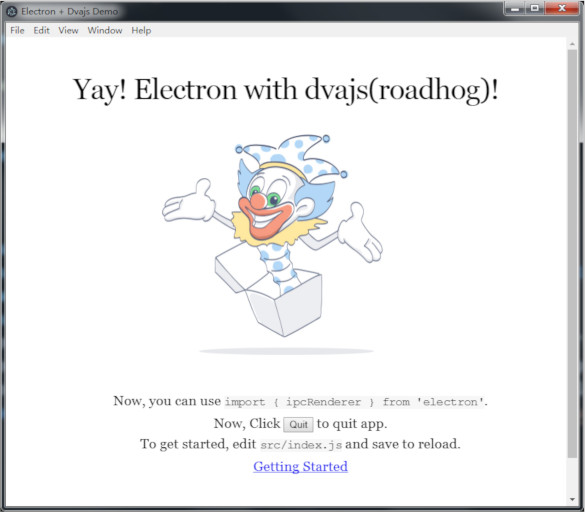 Electron + Dvajs Demo
File Edit View Window Help
Yay! Electron with dvajs(roadhog)!
Now, you can use import { ipcRenderer } from 'electron'.
Now, Click Quit to quit app.
To get started, edit src/index.js and save to reload.
Getting Started